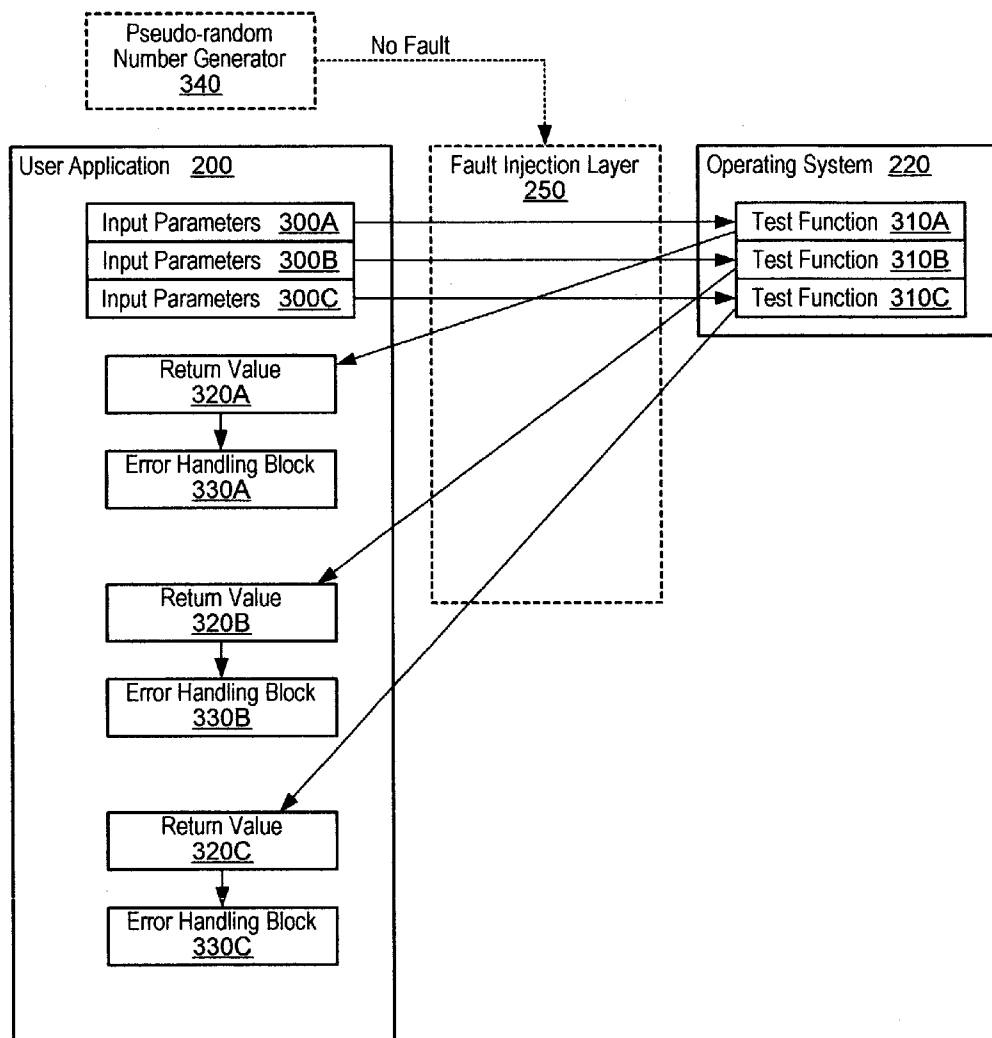 Pseudo-random
Number Generator
340
No Fault
User Application 200
Fault Injection Layer
250
Operating System 220
Input Parameters 300A
Input Parameters 300B
Input Parameters 300C
Test Function 310A
Test Function 310B
Test Function 310C
Return Value
320A
Error Handling Block
330A
Return Value
320B
Error Handling Block
330B
Return Value
320C
Error Handling Block
330C